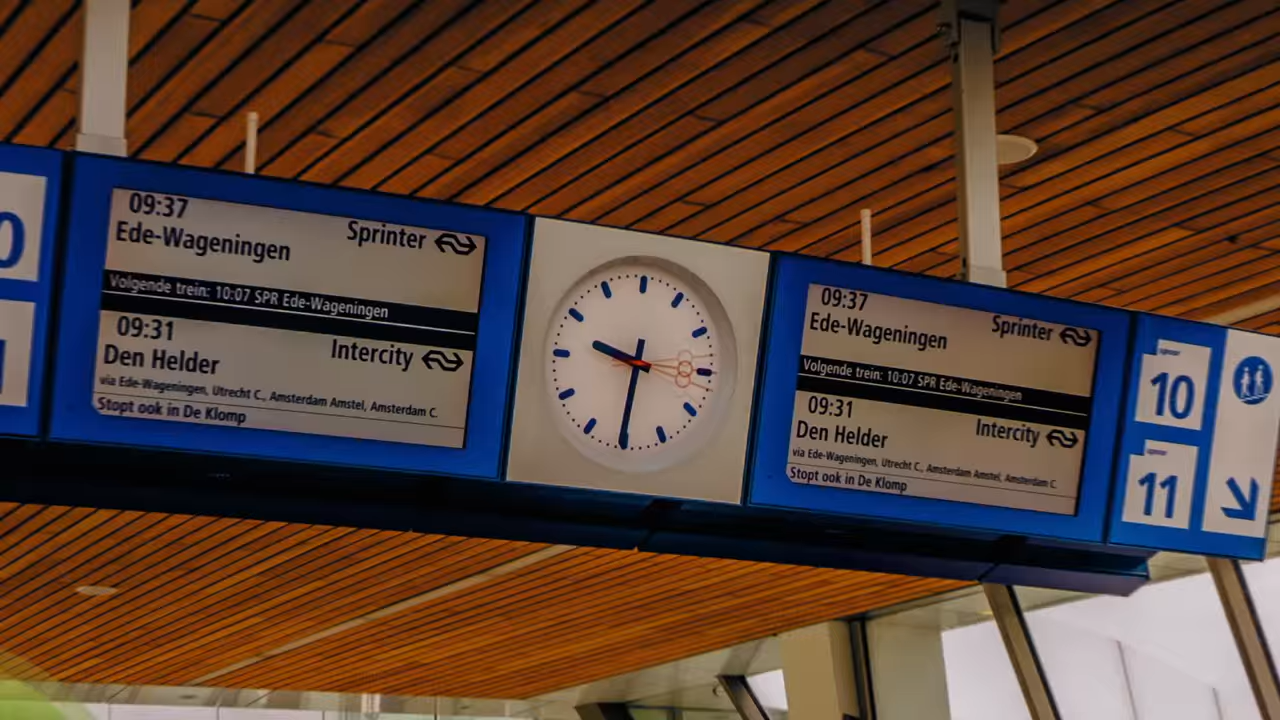 0
09:37
Sprinter
Ede-Wageningen
Volgende trein: 10:07 SPR Ede-Wageningen
09:31
Intercity
Den Helder
via Ede-Wageningen, Utrecht C., Amsterdam Amstel, Amsterdam C.
Stopt ook in De Klomp
09:37
Sprinter
Ede-Wageningen
Volgende trein: 10:07 SPR Ede-Wageningen
09:31
Intercity
Den Helder
via Ede-Wageningen, Utrecht C., Amsterdam Amstel, Amsterdam C.
Stopt ook in De Klomp
spoor
10
spoor
11